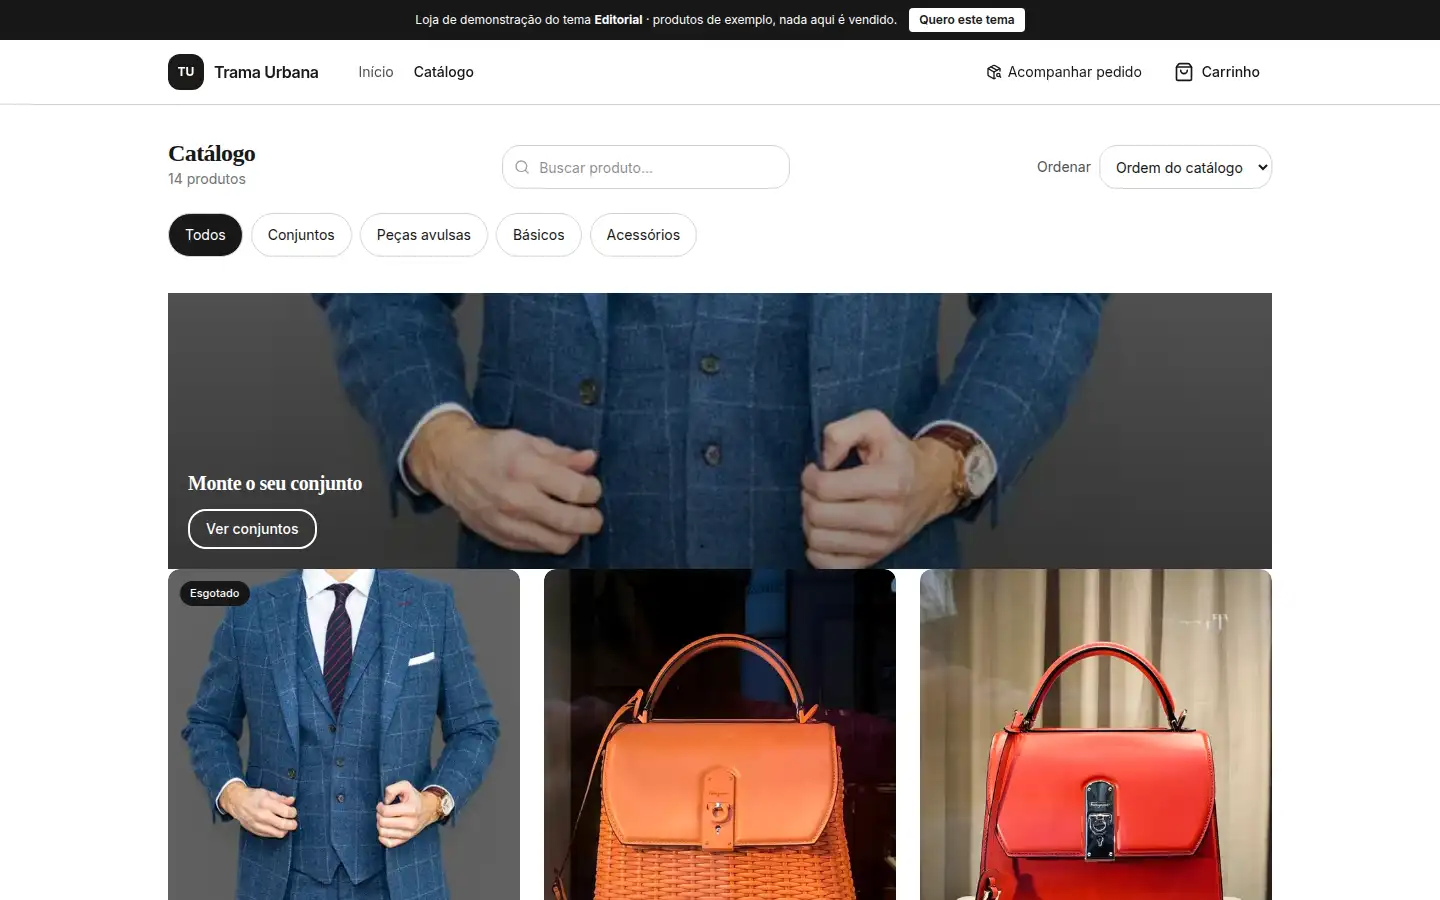 Loja de demonstração do tema Editorial · produtos de exemplo, nada aqui é vendido. Quero este tema
TU Trama Urbana Início Catálogo Acompanhar pedido Carrinho
Catálogo
14 produtos
Buscar produto...
Ordenar Ordem do catálogo
Todos Conjuntos Peças avulsas Básicos Acessórios
Monte o seu conjunto
Ver conjuntos
Esgotado